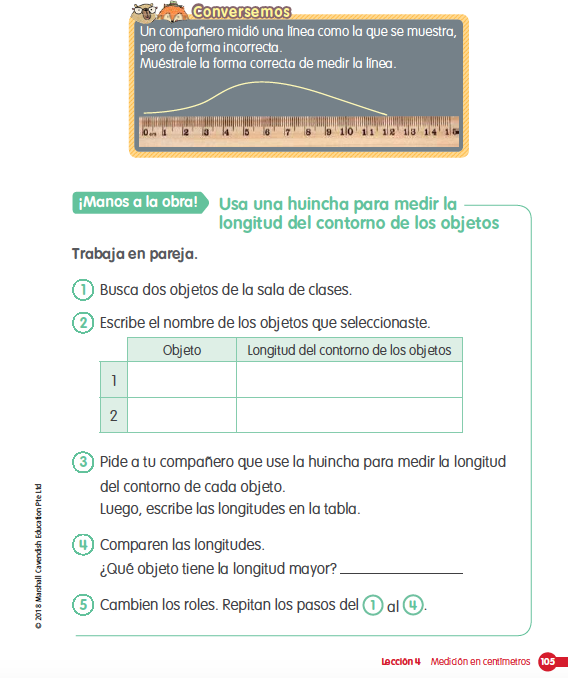 Conversemos
Un compañero midió una línea como la que se muestra,
pero de forma incorrecta.
Muéstrale la forma correcta de medir la línea.
0 1 2 3 4 5 6 7 8 9 10 11 12 13 14 15
¡Manos a la obra!
Usa una huincha para medir la
longitud del contorno de los objetos
Trabaja en pareja.
1 Busca dos objetos de la sala de clases.
2 Escribe el nombre de los objetos que seleccionaste.
Objeto Longitud del contorno de los objetos
1
2
3 Pide a tu compañero que use la huincha para medir la longitud
del contorno de cada objeto.
Luego, escribe las longitudes en la tabla.
4 Comparen las longitudes.
¿Qué objeto tiene la longitud mayor?
5 Cambien los roles. Repitan los pasos del 1 al 4.
© 2018 Marshall Cavendish Education Pte Ltd
Lección 4 Medición en centímetros 105